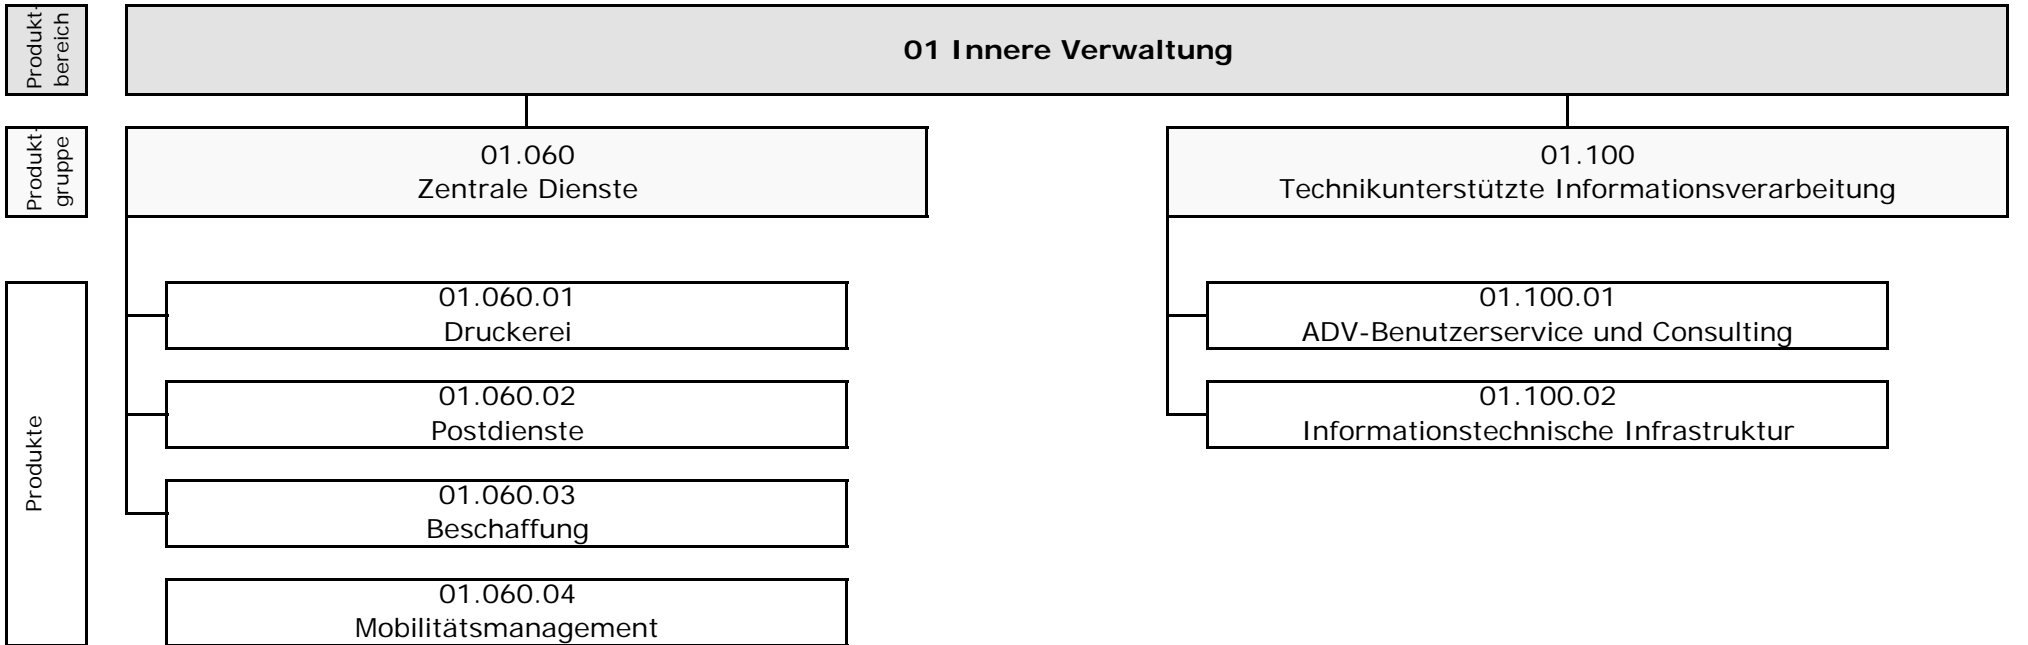 Produkt-
bereich
01 Innere Verwaltung
Produkt-
gruppe
01.060
Zentrale Dienste
01.100
Technikunterstützte Informationsverarbeitung
Produkte
01.060.01
Druckerei
01.100.01
ADV-Benutzerservice und Consulting
01.060.02
Postdienste
01.100.02
Informationstechnische Infrastruktur
01.060.03
Beschaffung
01.060.04
Mobilitätsmanagement